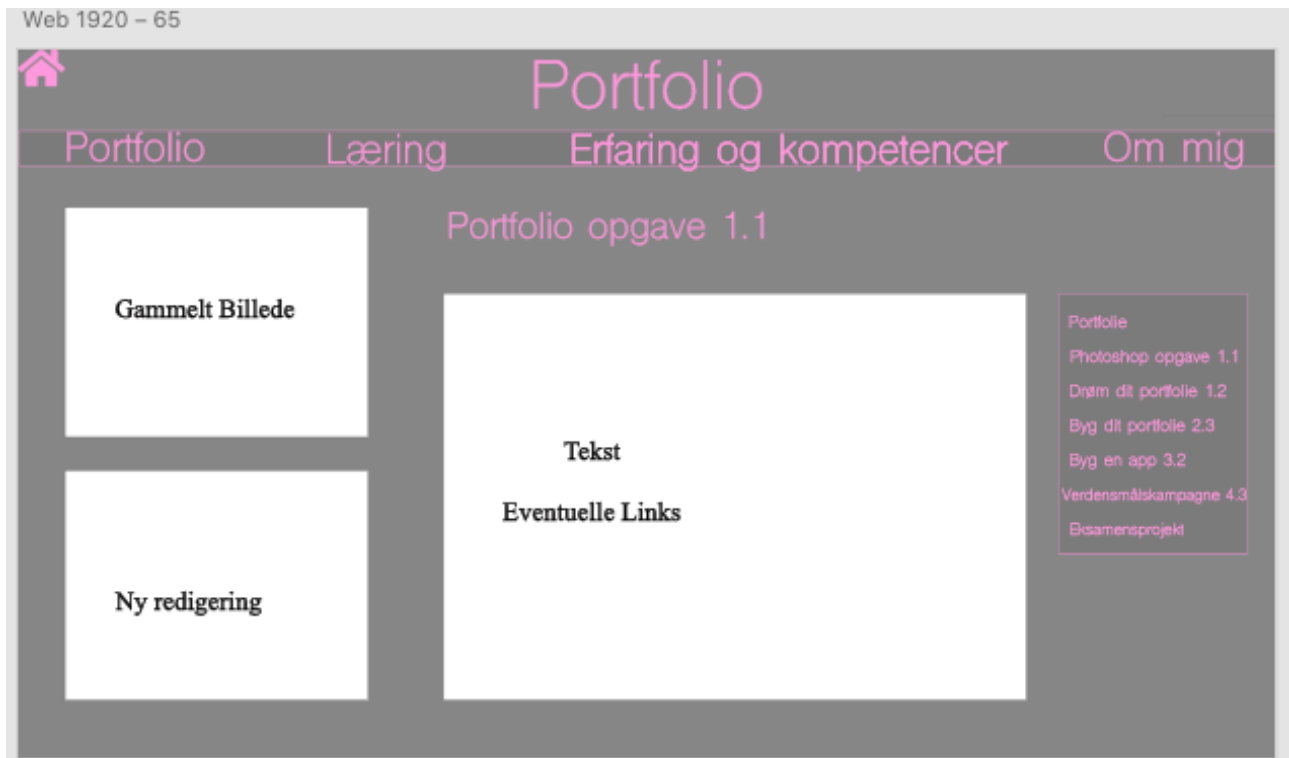 Web 1920 – 65
Portfolio
Portfolio Læring Erfaring og kompetencer Om mig
Portfolio opgave 1.1
Gammelt Billede
Ny redigering
Tekst
Eventuelle Links
Portfolie
Photoshop opgave 1.1
Drøm dit portfolie 1.2
Byg dit portfolie 2.3
Byg en app 3.2
Verdensmålskampagne 4.3
Eksamensprojekt